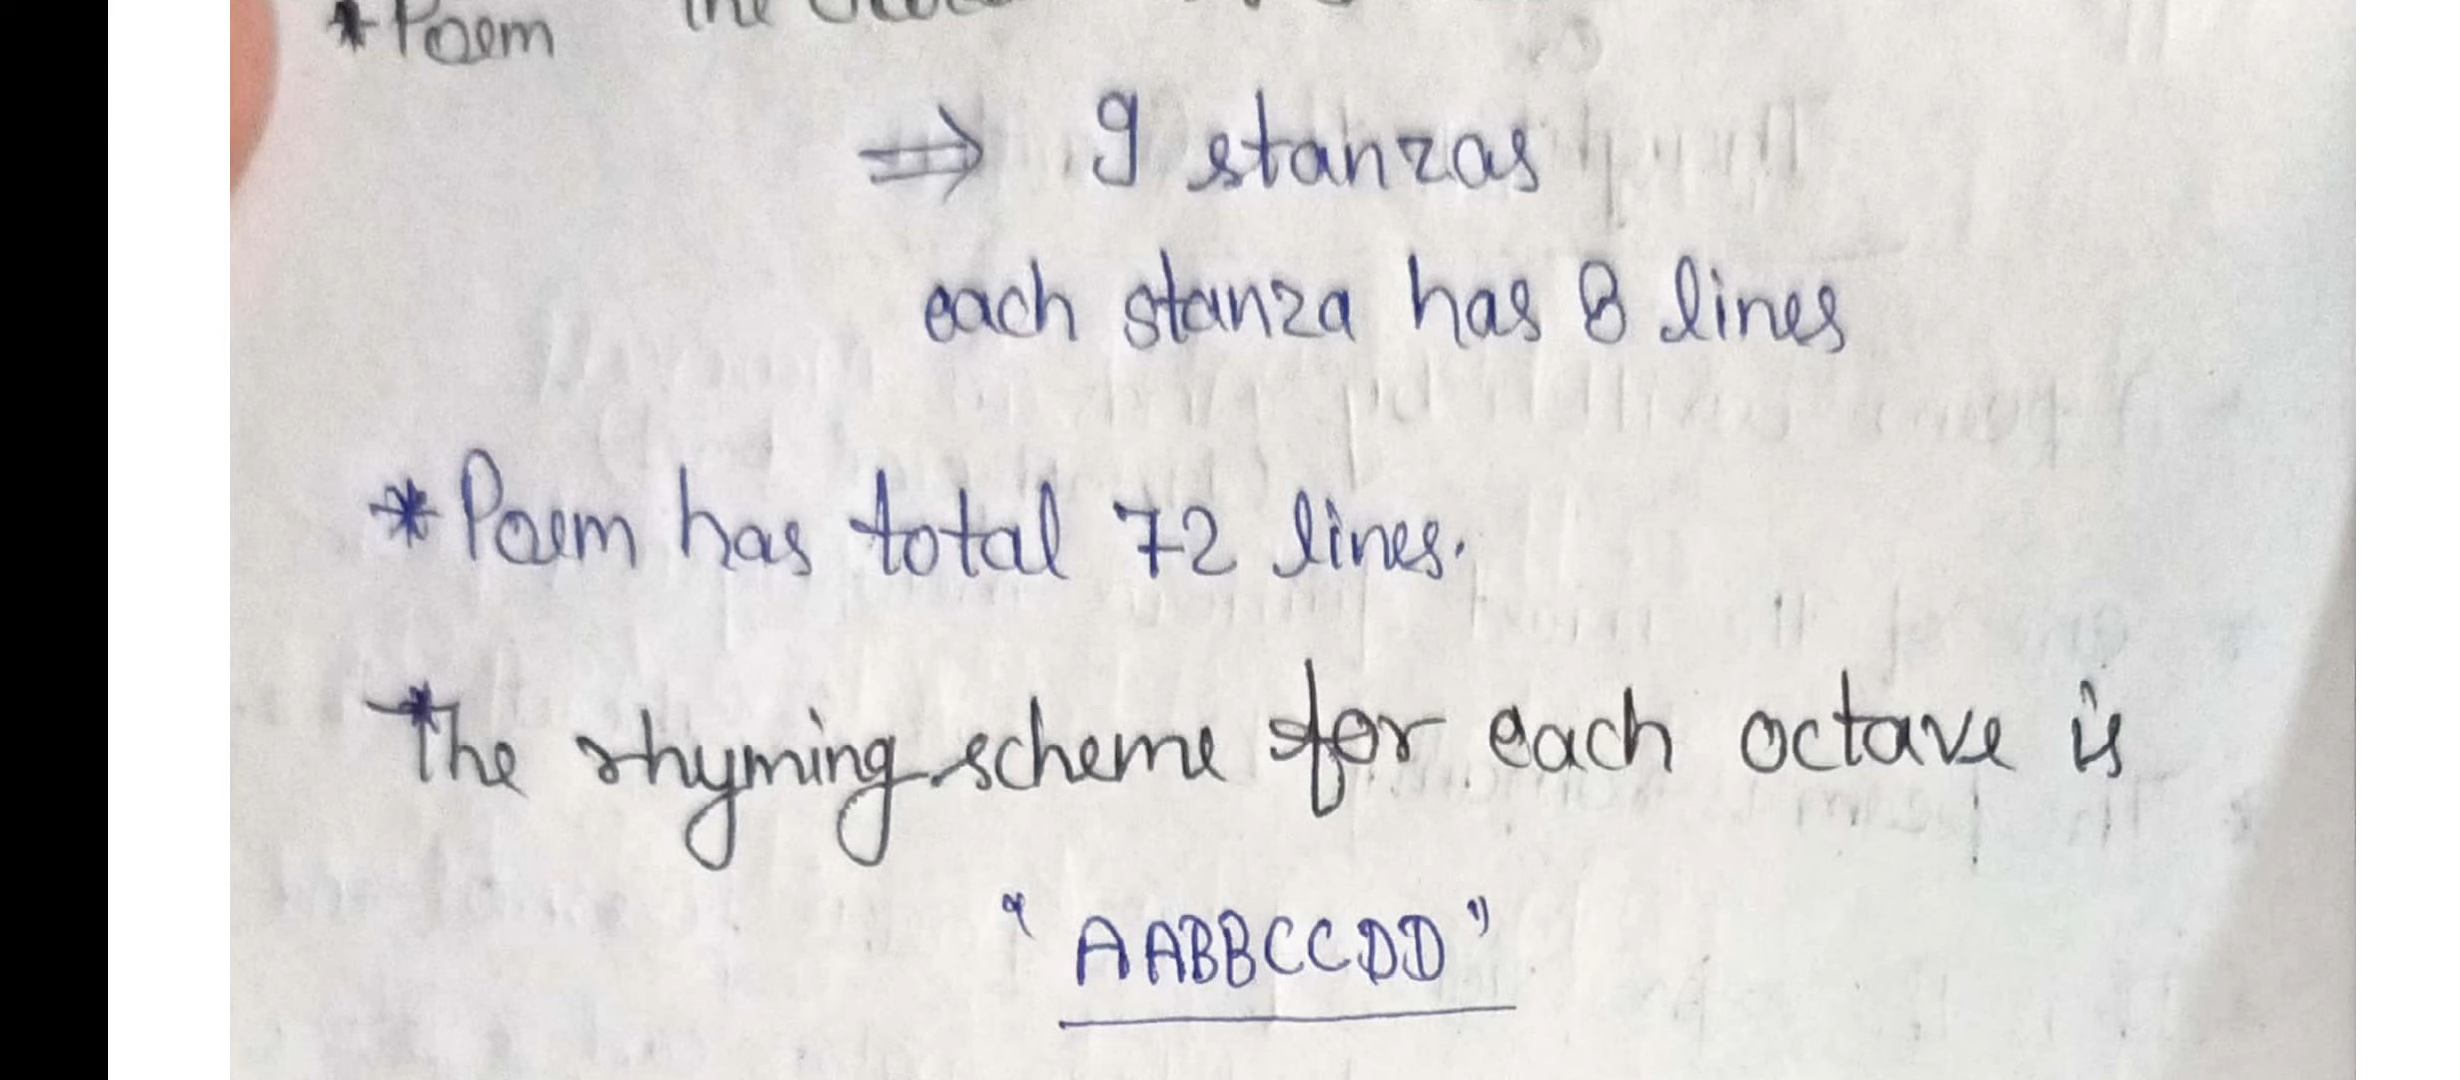 * Poem The
⇒ 9 stanzas
each stanza has 8 lines
* Poem has total 72 lines.
* The rhyming scheme for each octave is
"AABBCCDD"